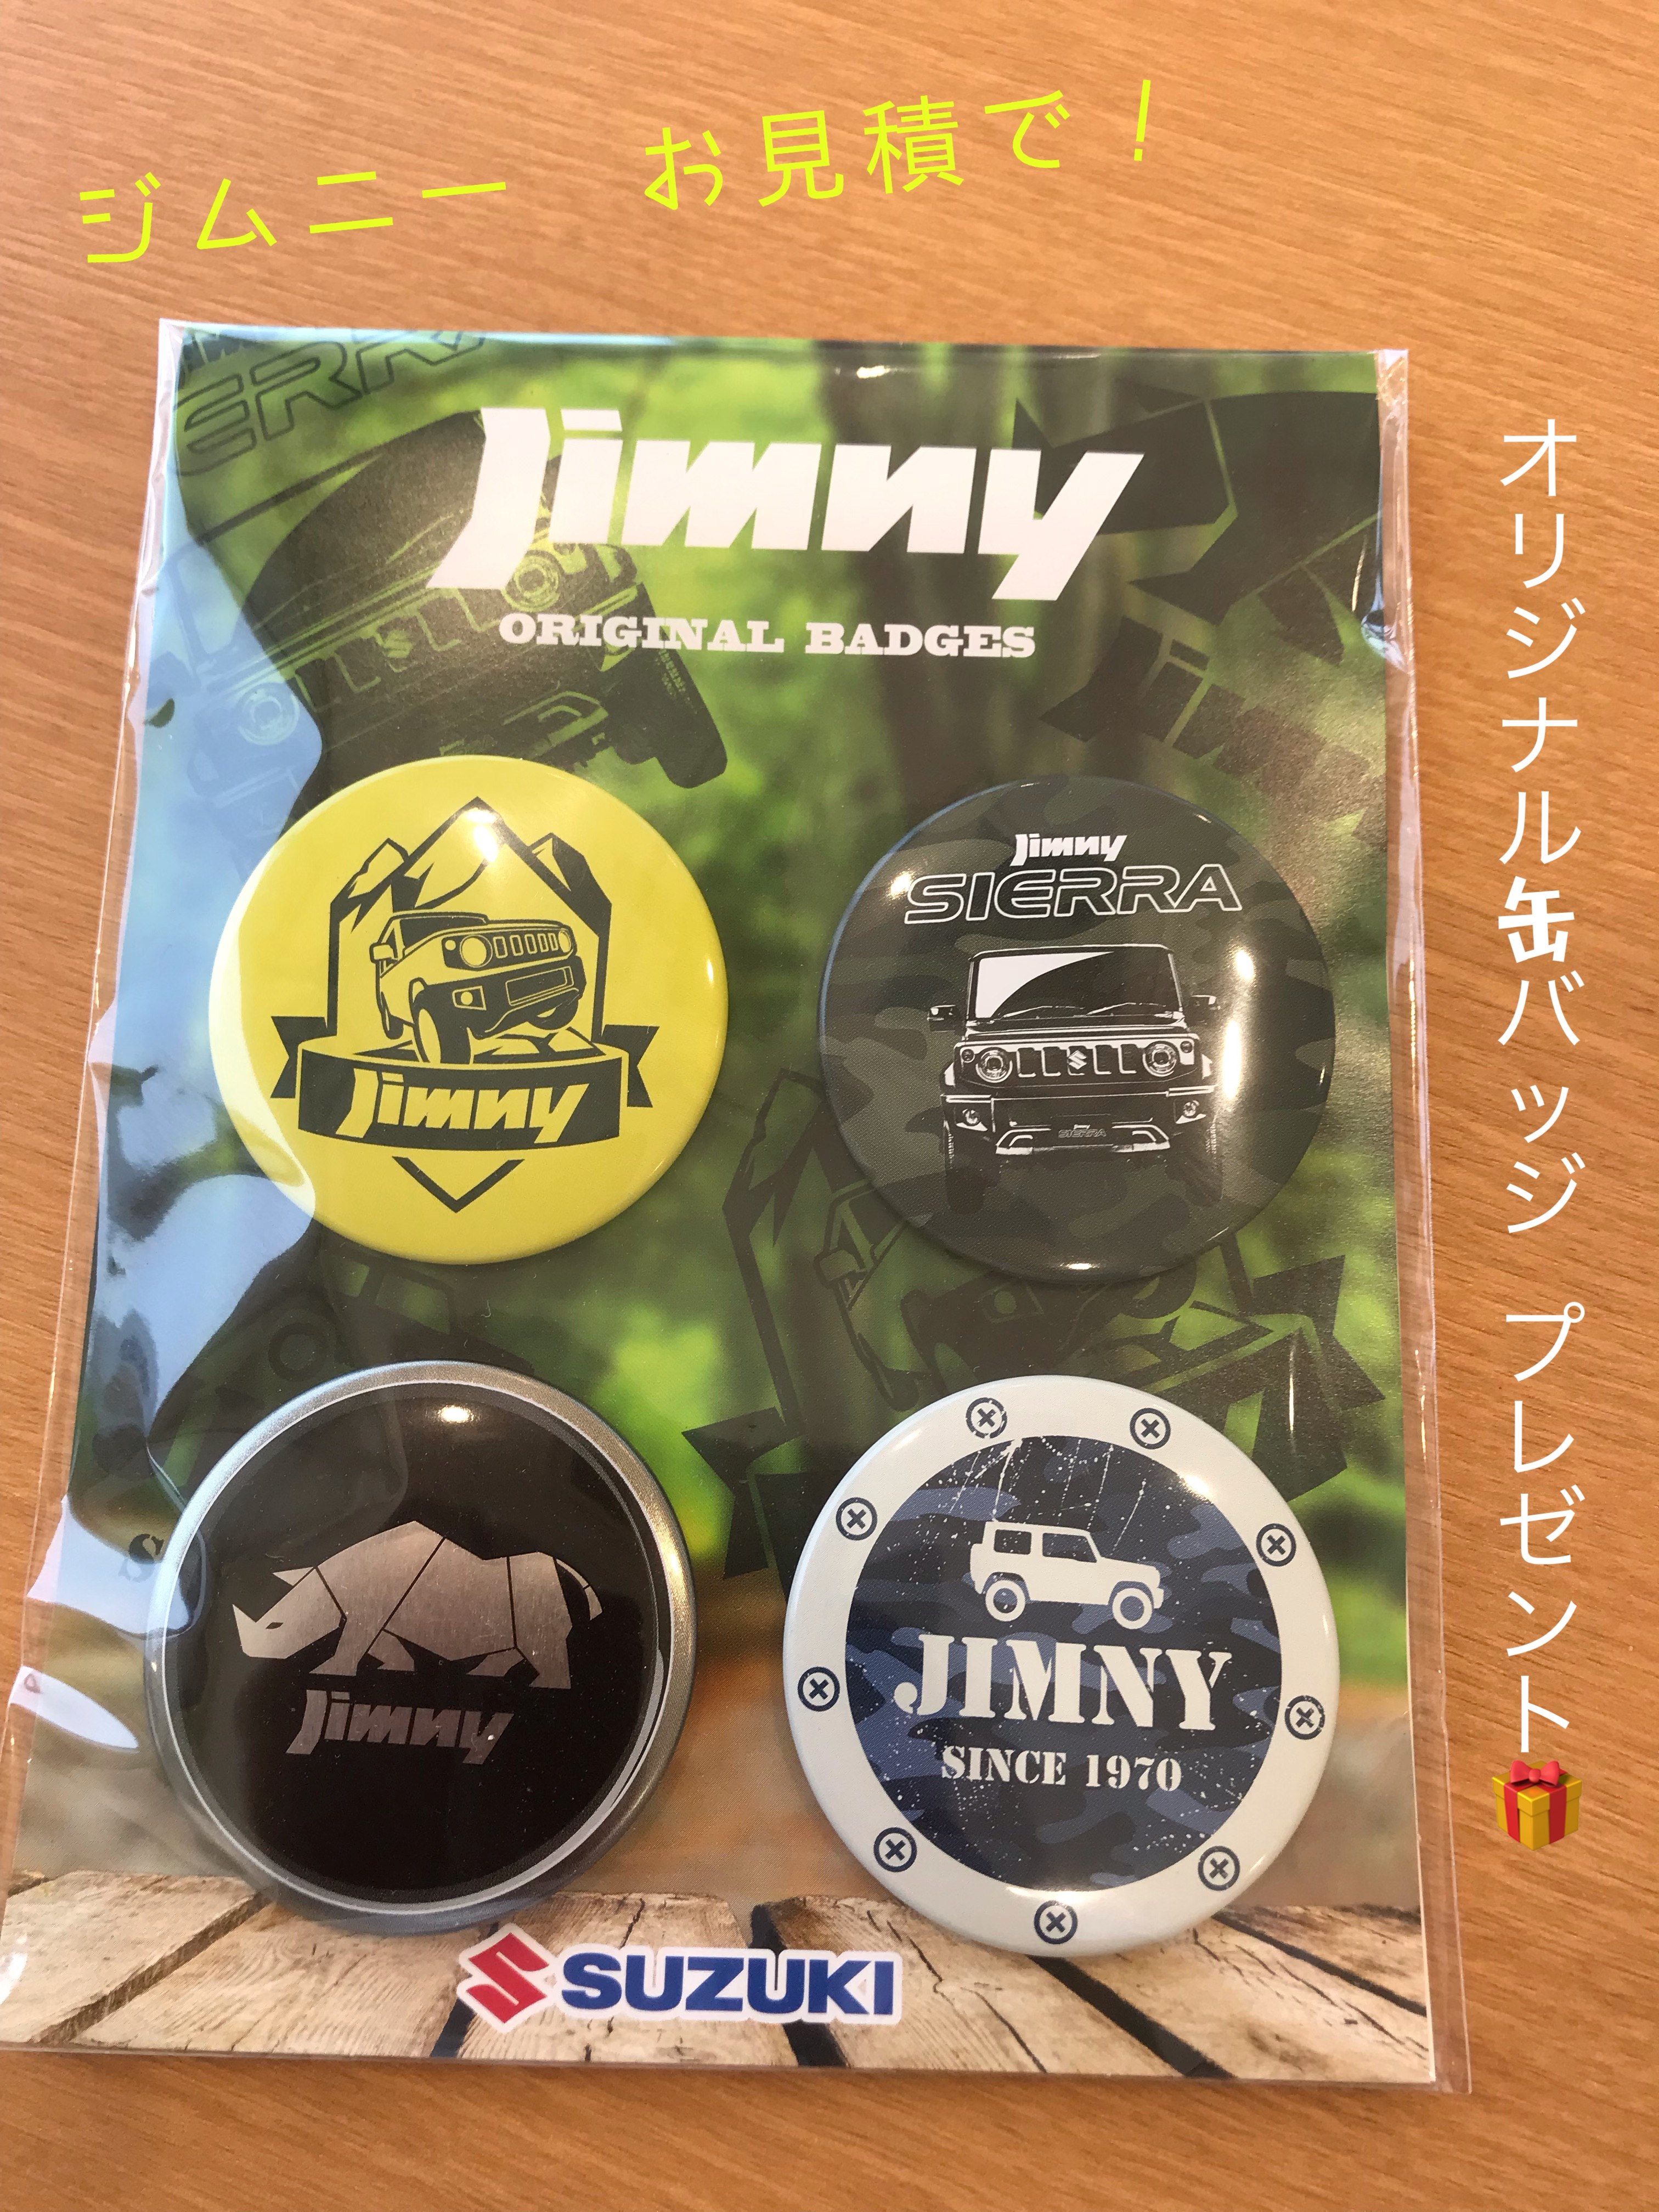 ジムニー お見積で!
オリジナル缶バッジ プレゼント🎁
ERRA
Jimny
ORIGINAL BADGES
Jimny
Jimny
SIERRA
SIERRA
Jimny
JIMNY
SINCE 1970
SUZUKI